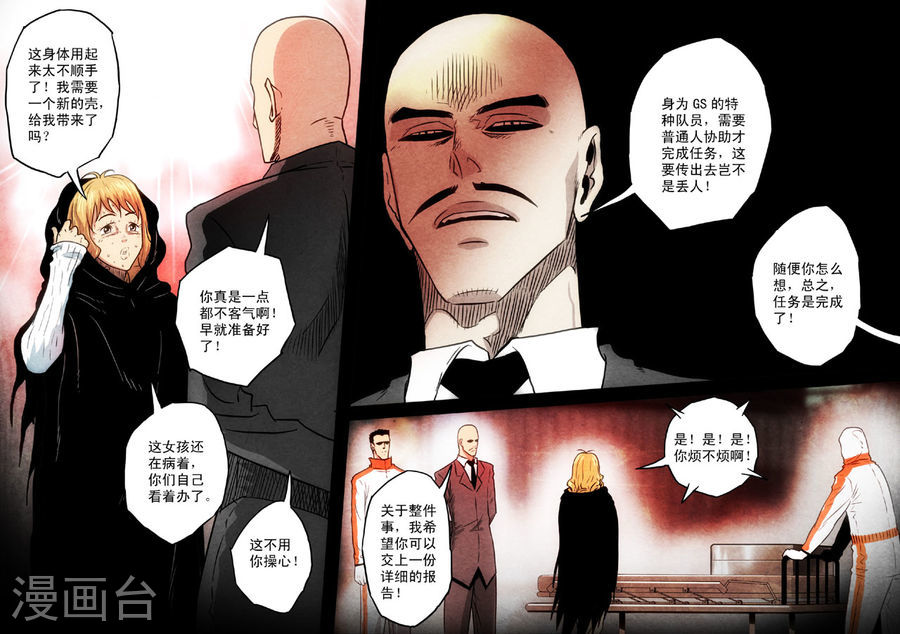 身为 GS 的特
种队员，需要
普通人协助才
完成任务，这
要传出去岂不
是丢人！
随便你怎么
想，总之，
任务是完成
了！
这身体用起
来太不顺手
了！我需要
一个新的壳，
给我带来了
吗？
你真是一点
都不客气啊！
早就准备好
了！
这女孩还
在病着，
你们自己
看着办了。
这不用
你操心！
关于整件
事，我希
望你可以
交上一份
详细的报
告！
是！是！是！
你烦不烦啊！
漫画台